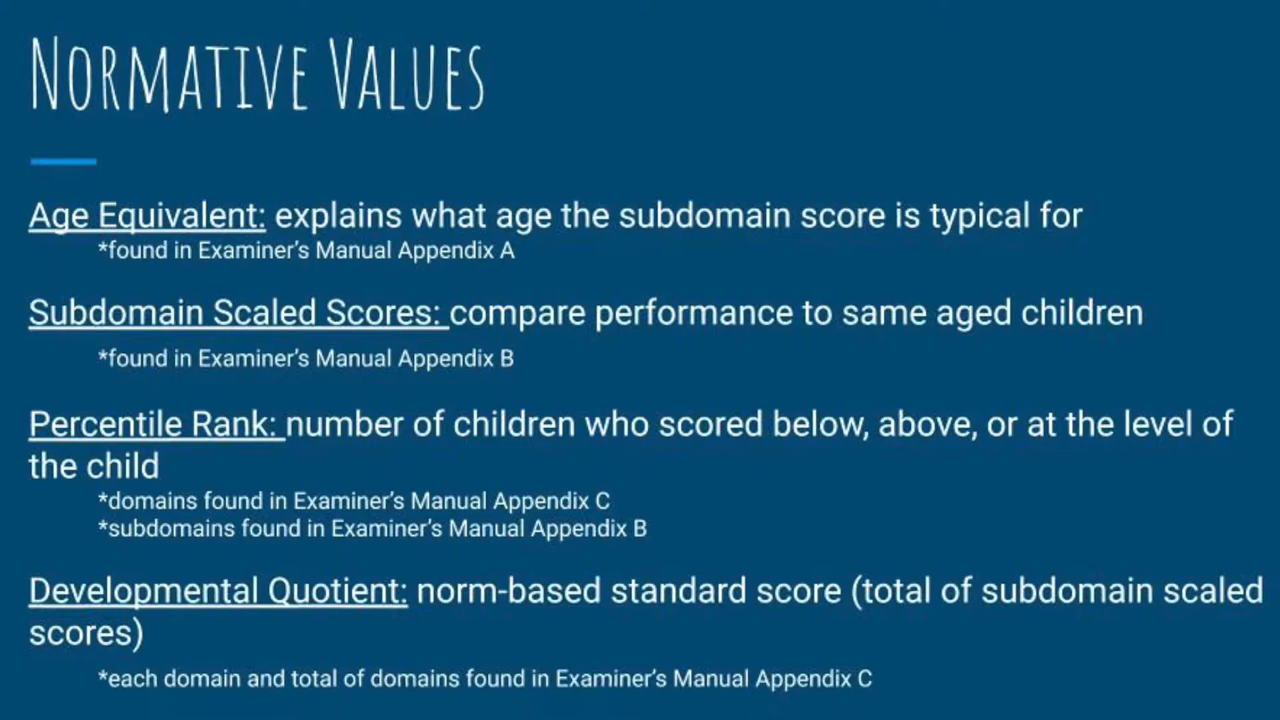 Normative Values
Age Equivalent: explains what age the subdomain score is typical for
*found in Examiner's Manual Appendix A
Subdomain Scaled Scores: compare performance to same aged children
*found in Examiner's Manual Appendix B
Percentile Rank: number of children who scored below, above, or at the level of
the child
*domains found in Examiner's Manual Appendix C
*subdomains found in Examiner's Manual Appendix B
Developmental Quotient: norm-based standard score (total of subdomain scaled
scores)
*each domain and total of domains found in Examiner's Manual Appendix C